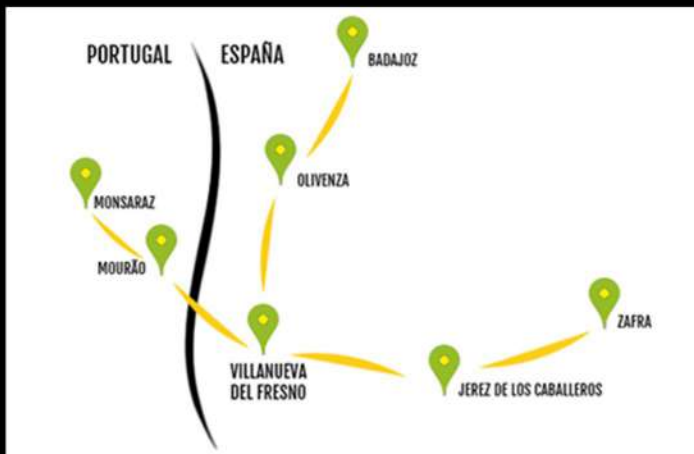 PORTUGAL
ESPAÑA
BADAJOZ
OLIVENZA
MONSARAZ
MOURÃO
ZAFRA
VILLANUEVA
DEL FRESNO
JEREZ DE LOS CABALLEROS